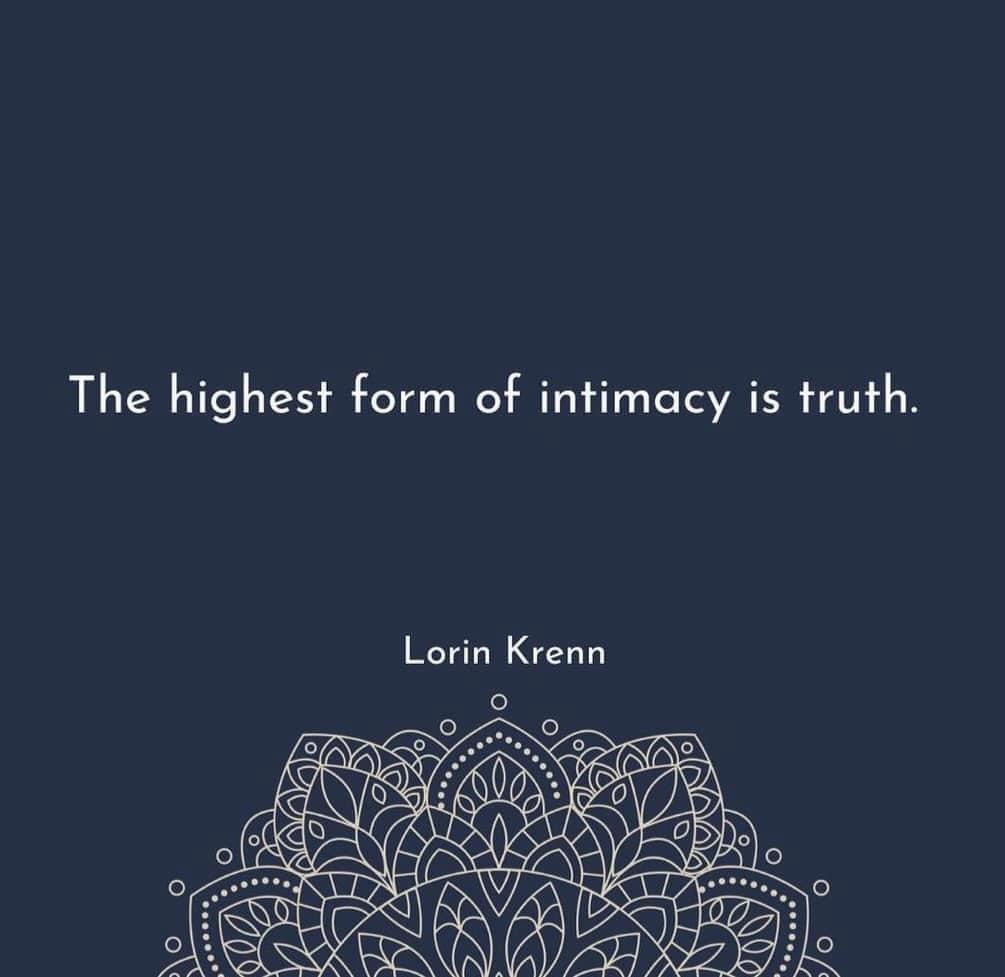 The highest form of intimacy is truth.
Lorin Krenn